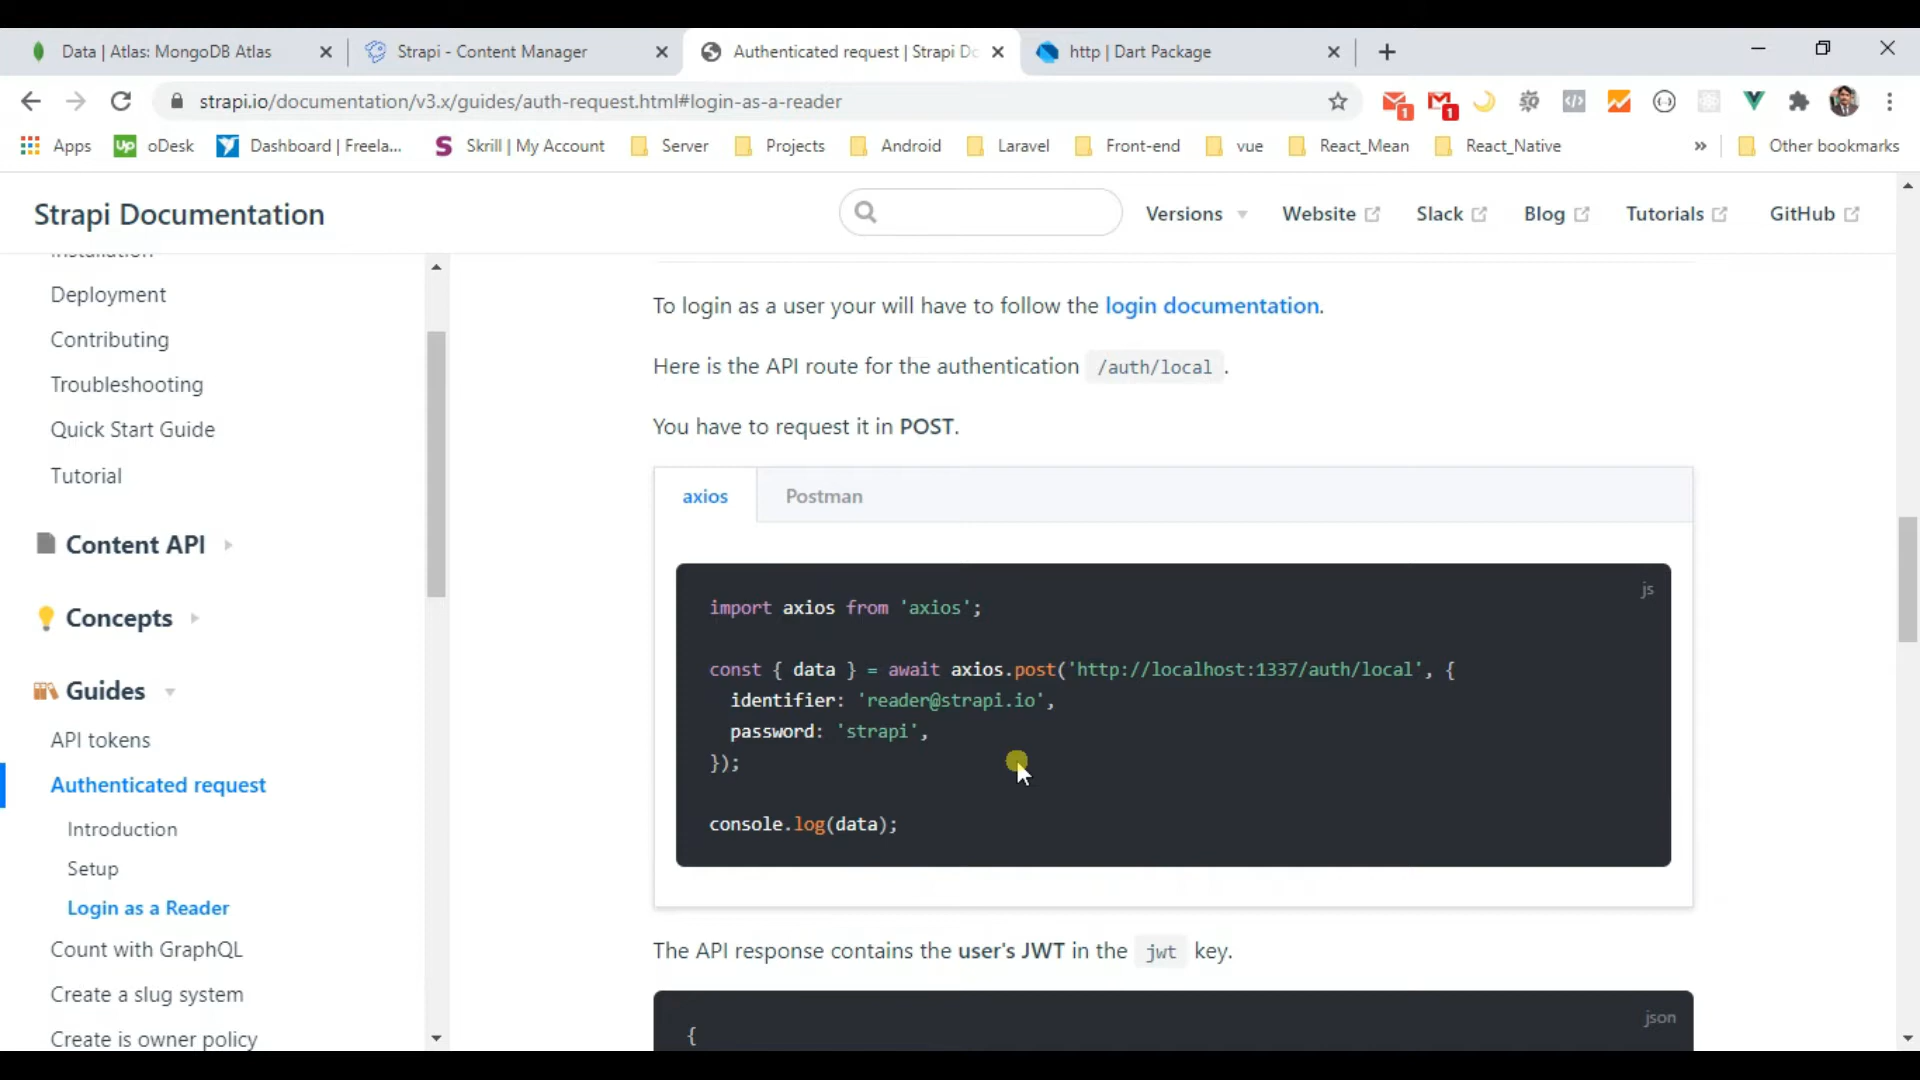 Data | Atlas: MongoDB Atlas
Strapi - Content Manager
Authenticated request | Strapi Dc
http | Dart Package
strapi.io/documentation/v3.x/guides/auth-request.html#login-as-a-reader
1
1
Apps
up
oDesk
Dashboard | Freela...
S
Skrill | My Account
Server
Projects
Android
Laravel
Front-end
vue
React_Mean
React_Native
»
Other bookmarks
Strapi Documentation
Versions
Website
Slack
Blog
Tutorials
GitHub
Installation
Deployment
Contributing
Troubleshooting
Quick Start Guide
Tutorial
Content API
Concepts
Guides
API tokens
Authenticated request
Introduction
Setup
Login as a Reader
Count with GraphQL
Create a slug system
Create is owner policy
To login as a user your will have to follow the login documentation.
Here is the API route for the authentication /auth/local .
You have to request it in POST.
axios
Postman
js
import axios from 'axios';
const { data } = await axios.post('http://localhost:1337/auth/local', {
identifier: 'reader@strapi.io',
password: 'strapi',
});
console.log(data);
The API response contains the user's JWT in the jwt key.
json
{